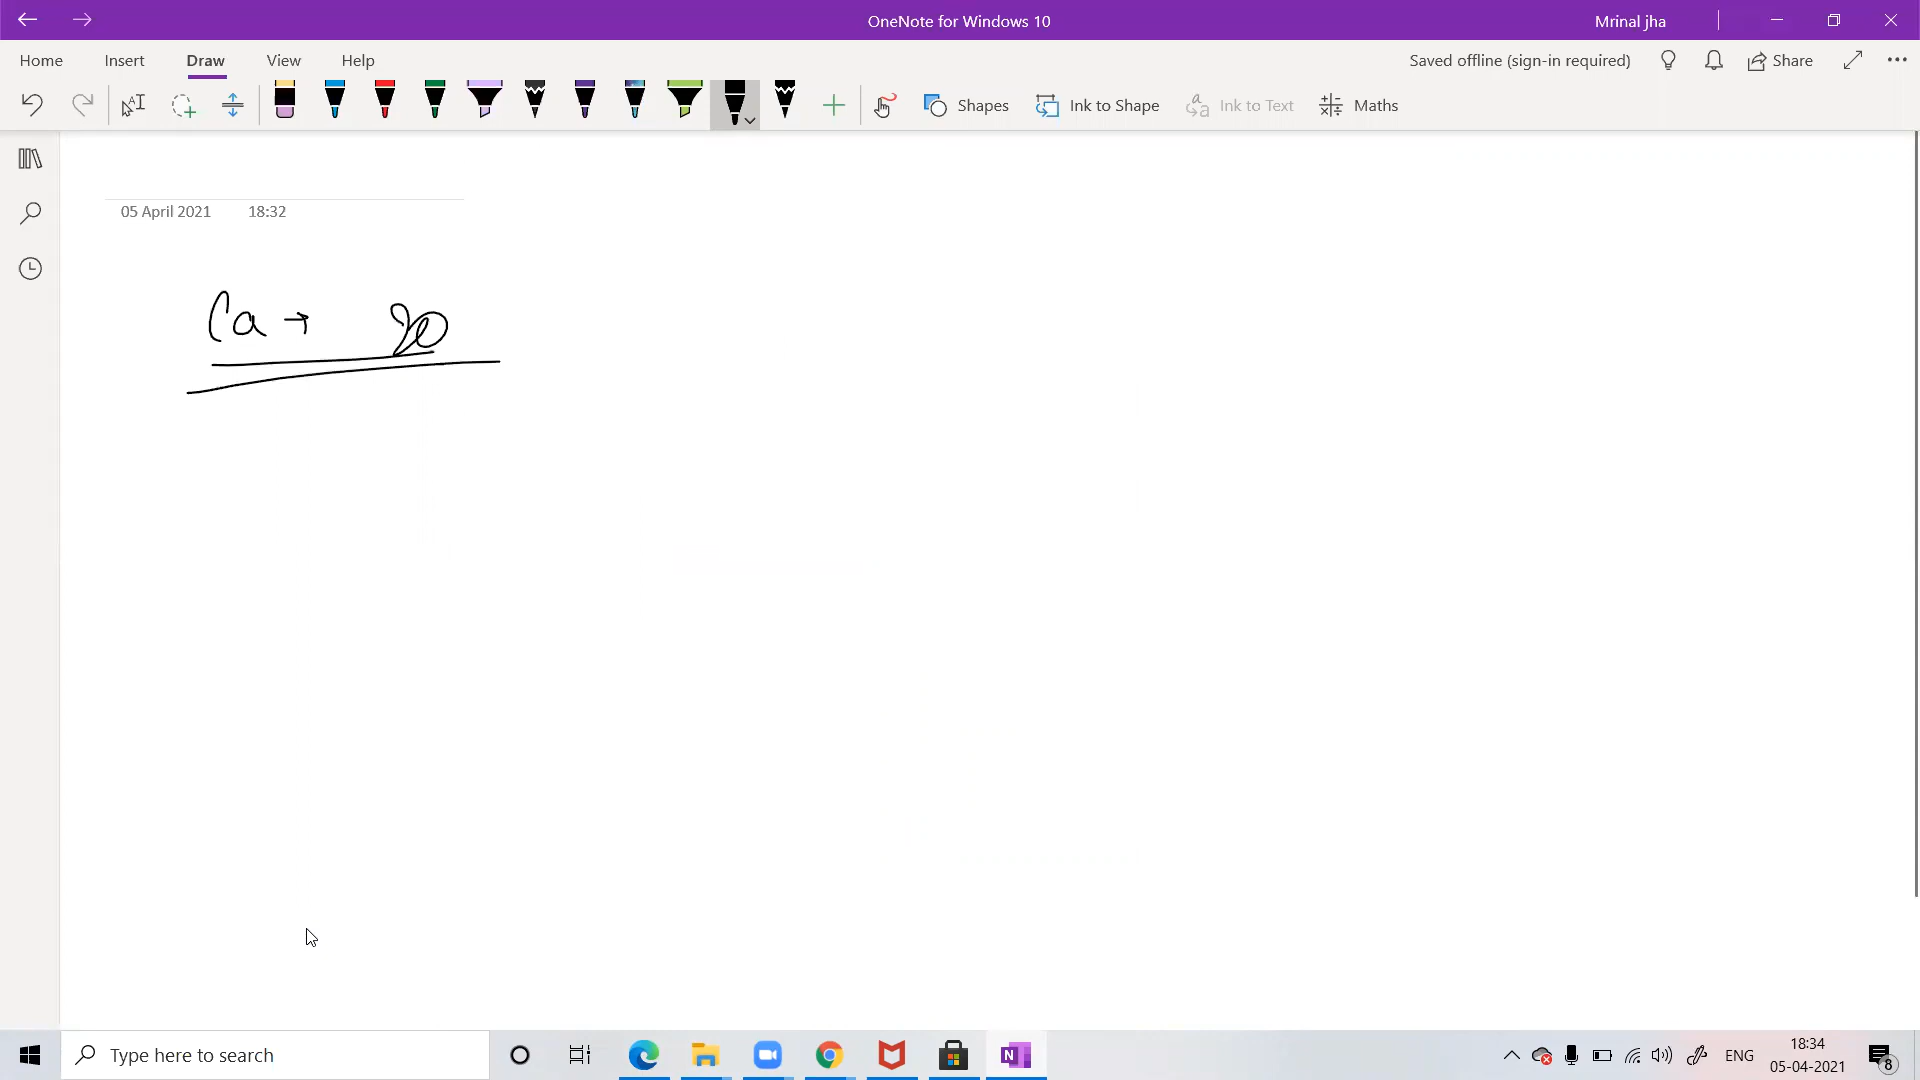 OneNote for Windows 10 Mrinal jha
Home Insert Draw View Help Saved offline (sign-in required) Share
Shapes Ink to Shape Ink to Text Maths
05 April 2021 18:32
Ca → 20
Type here to search ENG 18:34
05-04-2021 8